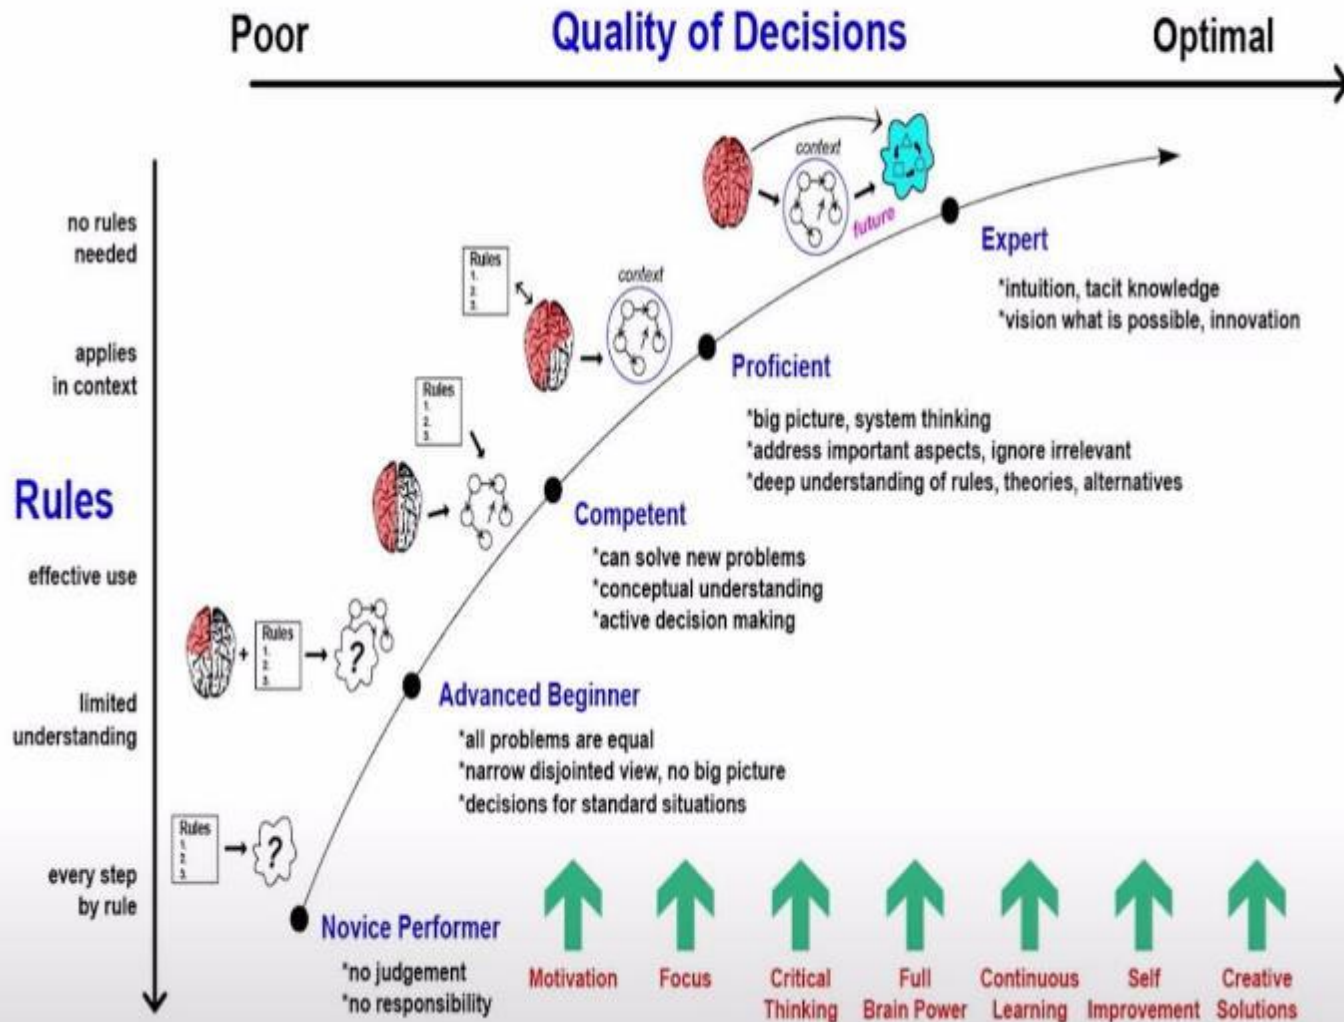 Poor
Quality of Decisions
Optimal
Rules
no rules
needed
applies
in context
effective use
limited
understanding
every step
by rule
context
future
Expert
*intuition, tacit knowledge
*vision what is possible, innovation
Rules
1.
2.
3.
context
Proficient
*big picture, system thinking
*address important aspects, ignore irrelevant
*deep understanding of rules, theories, alternatives
Rules
1.
2.
3.
Competent
*can solve new problems
*conceptual understanding
*active decision making
+
Rules
1.
2.
3.
?
Advanced Beginner
*all problems are equal
*narrow disjointed view, no big picture
*decisions for standard situations
Rules
1.
2.
3.
?
Novice Performer
*no judgement
*no responsibility
Motivation
Focus
Critical
Thinking
Full
Brain Power
Continuous
Learning
Self
Improvement
Creative
Solutions